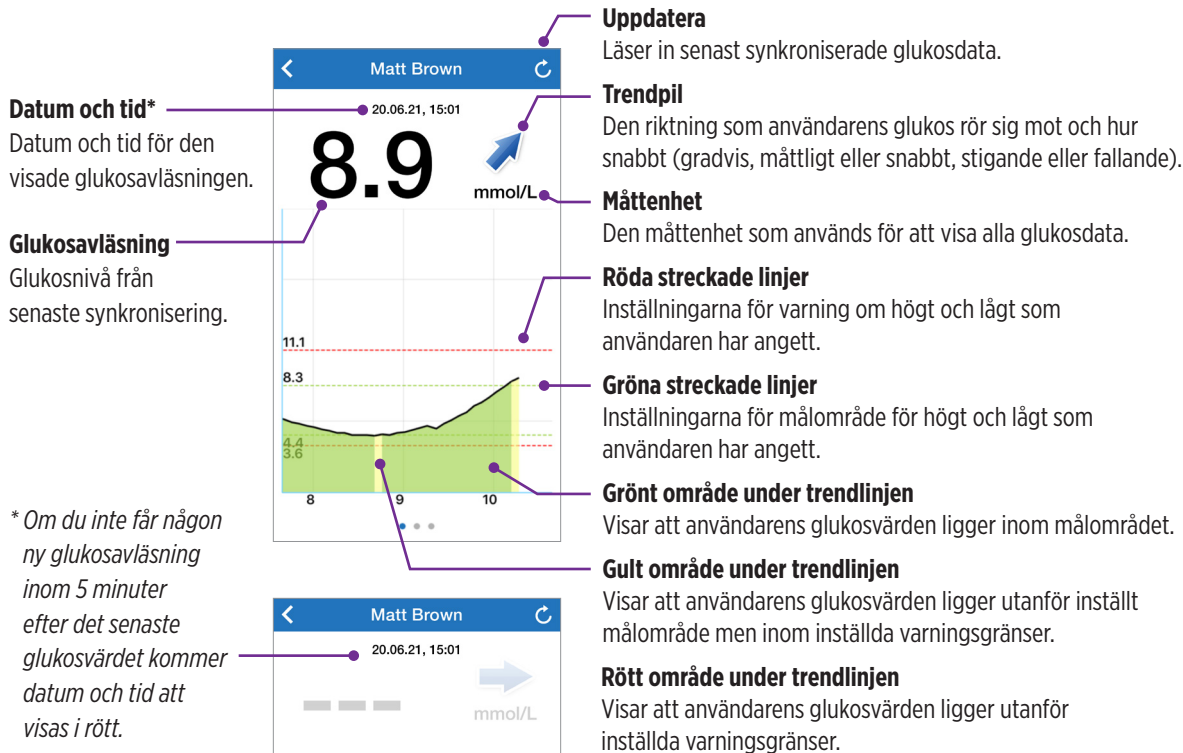 Datum och tid*
Datum och tid för den
visade glukosavläsningen.
Glukosavläsning
Glukosnivå från
senaste synkronisering.
* Om du inte får någon
ny glukosavläsning
inom 5 minuter
efter det senaste
glukosvärdet kommer
datum och tid att
visas i rött.
Matt Brown
20.06.21, 15:01
8.9
mmol/L
11.1
8.3
4.4
3.6
8 9 10
Matt Brown
20.06.21, 15:01
mmol/L
Uppdatera
Läser in senast synkroniserade glukosdata.
Trendpil
Den riktning som användarens glukos rör sig mot och hur
snabbt (gradvis, måttligt eller snabbt, stigande eller fallande).
Måttenhet
Den måttenhet som används för att visa alla glukosdata.
Röda streckade linjer
Inställningarna för varning om högt och lågt som
användaren har angett.
Gröna streckade linjer
Inställningarna för målområde för högt och lågt som
användaren har angett.
Grönt område under trendlinjen
Visar att användarens glukosvärden ligger inom målområdet.
Gult område under trendlinjen
Visar att användarens glukosvärden ligger utanför inställt
målområde men inom inställda varningsgränser.
Rött område under trendlinjen
Visar att användarens glukosvärden ligger utanför
inställda varningsgränser.